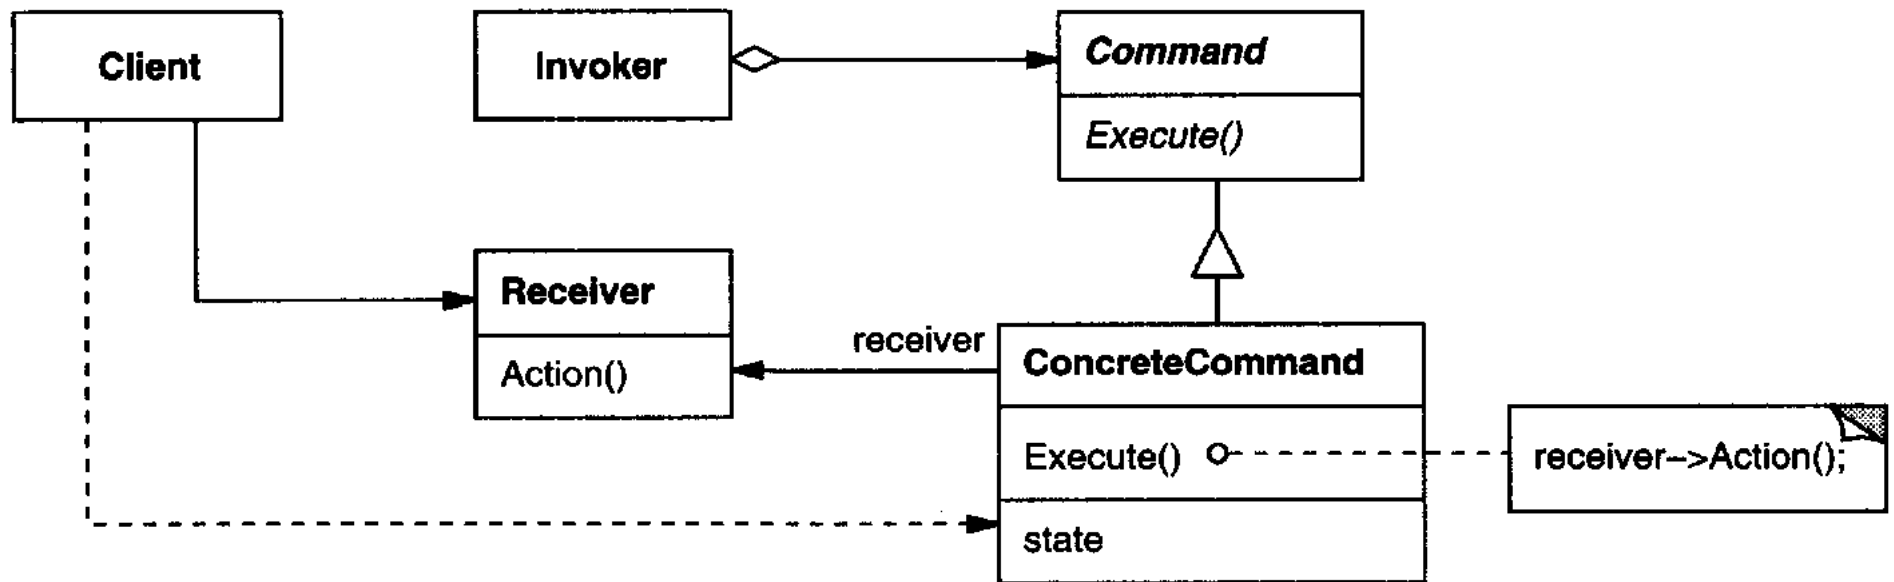 Client
Invoker
Command
Execute()
Receiver
Action()
receiver
ConcreteCommand
Execute()
receiver->Action();
state